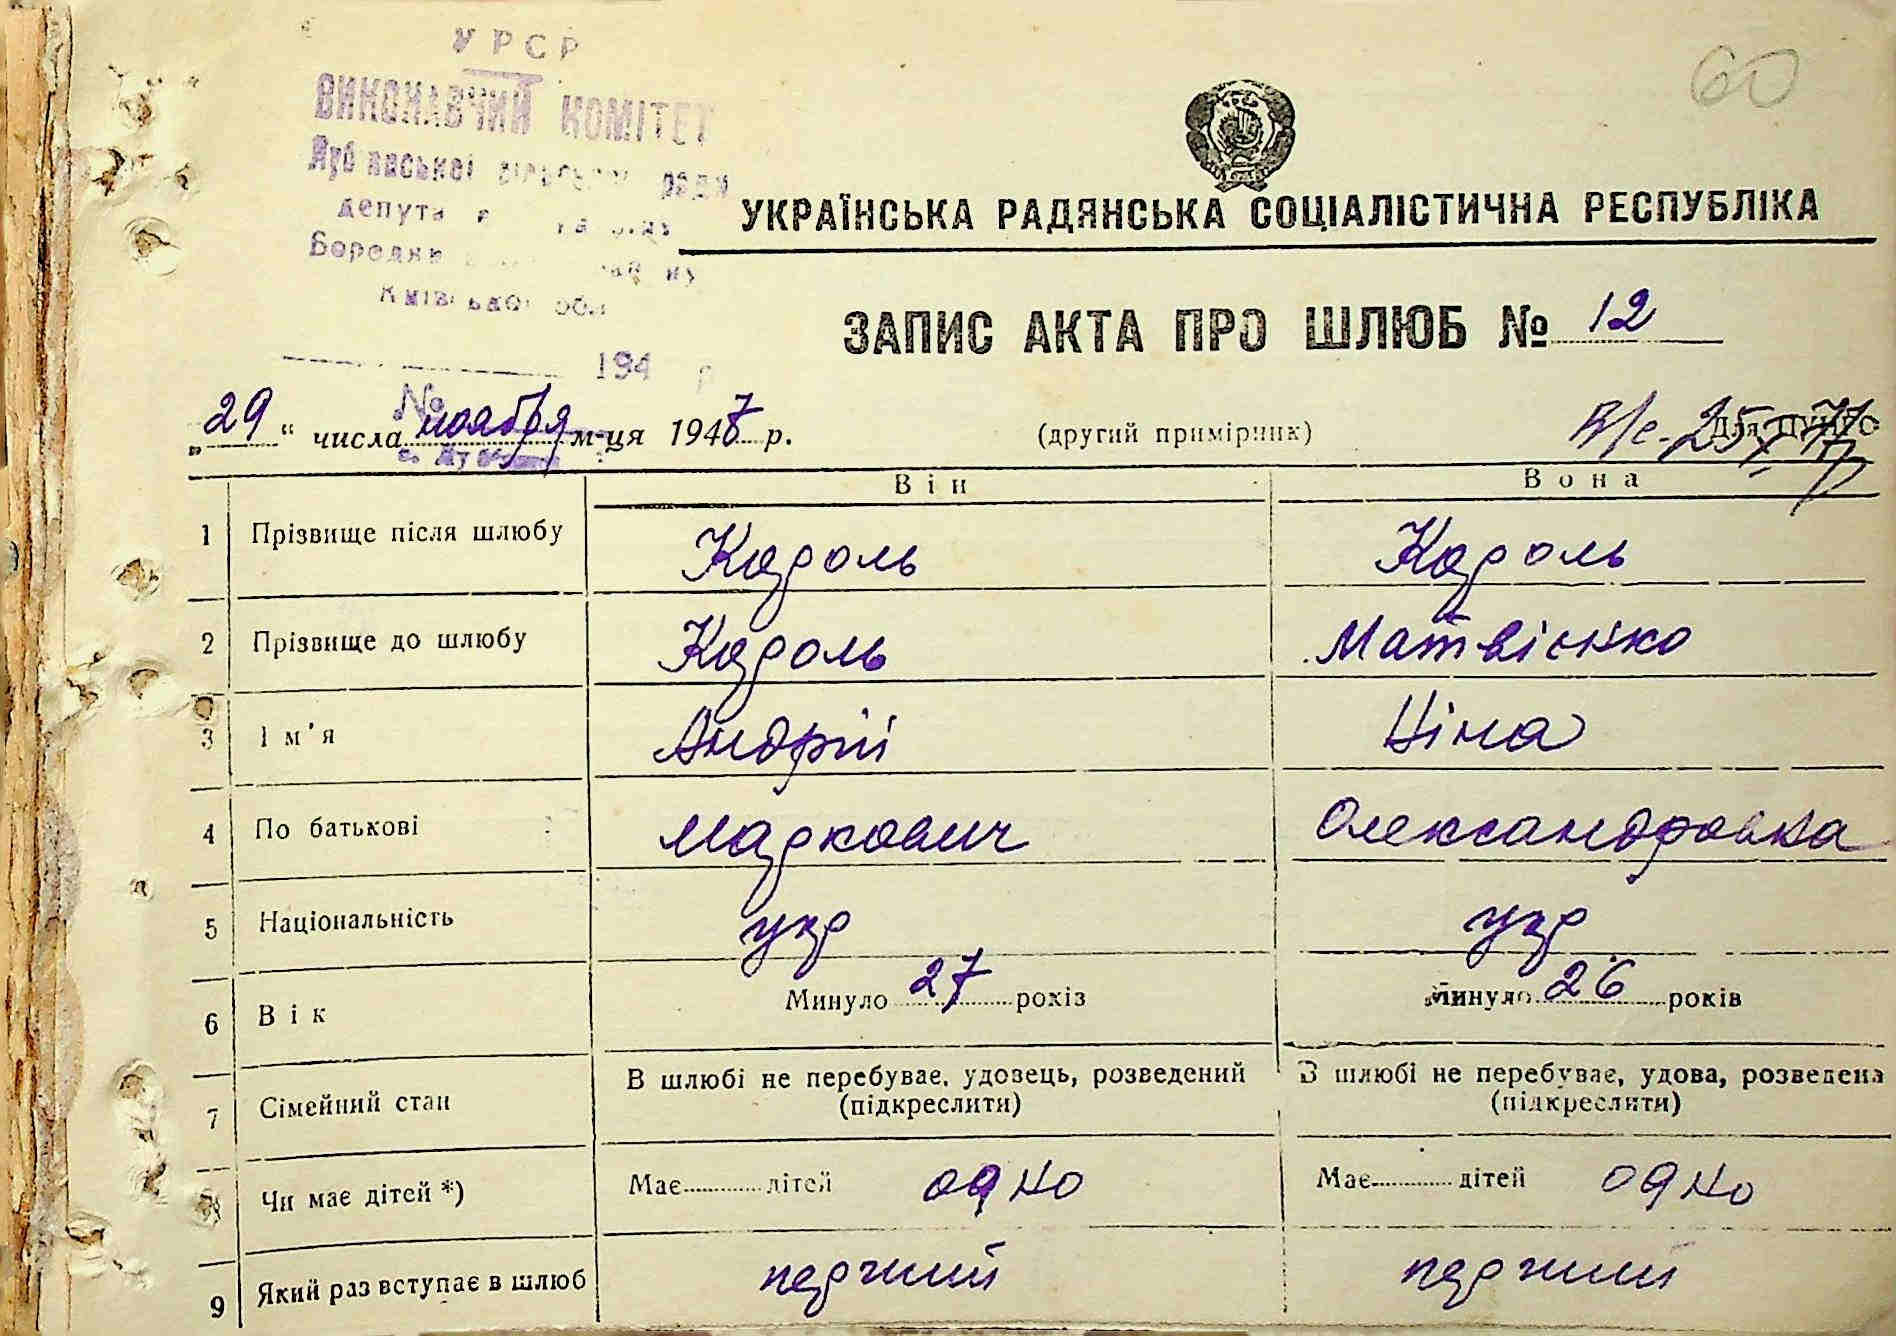 УРСР
ВИКОНАВЧИЙ КОМІТЕТ
ради
Київської обл
194 р
№
60
УКРАЇНСЬКА РАДЯНСЬКА СОЦІАЛІСТИЧНА РЕСПУБЛІКА
ЗАПИС АКТА ПРО ШЛЮБ № 12
„29“ числа ноября м-ця 1947 р. (другий примірник)
Він Вона
1 Прізвище після шлюбу Король Король
2 Прізвище до шлюбу Король Матвієнко
3 Ім'я Андрій Ніна
4 По батькові Маркович Олександровна
5 Національність укр укр
6 Вік Минуло 27 років Минуло 26 років
7 Сімейний стан В шлюбі не перебуває, удовець, розведений (підкреслити) В шлюбі не перебуває, удова, розведена (підкреслити)
8 Чи має дітей *) Має дітей одно Має дітей одно
9 Який раз вступає в шлюб перший перший